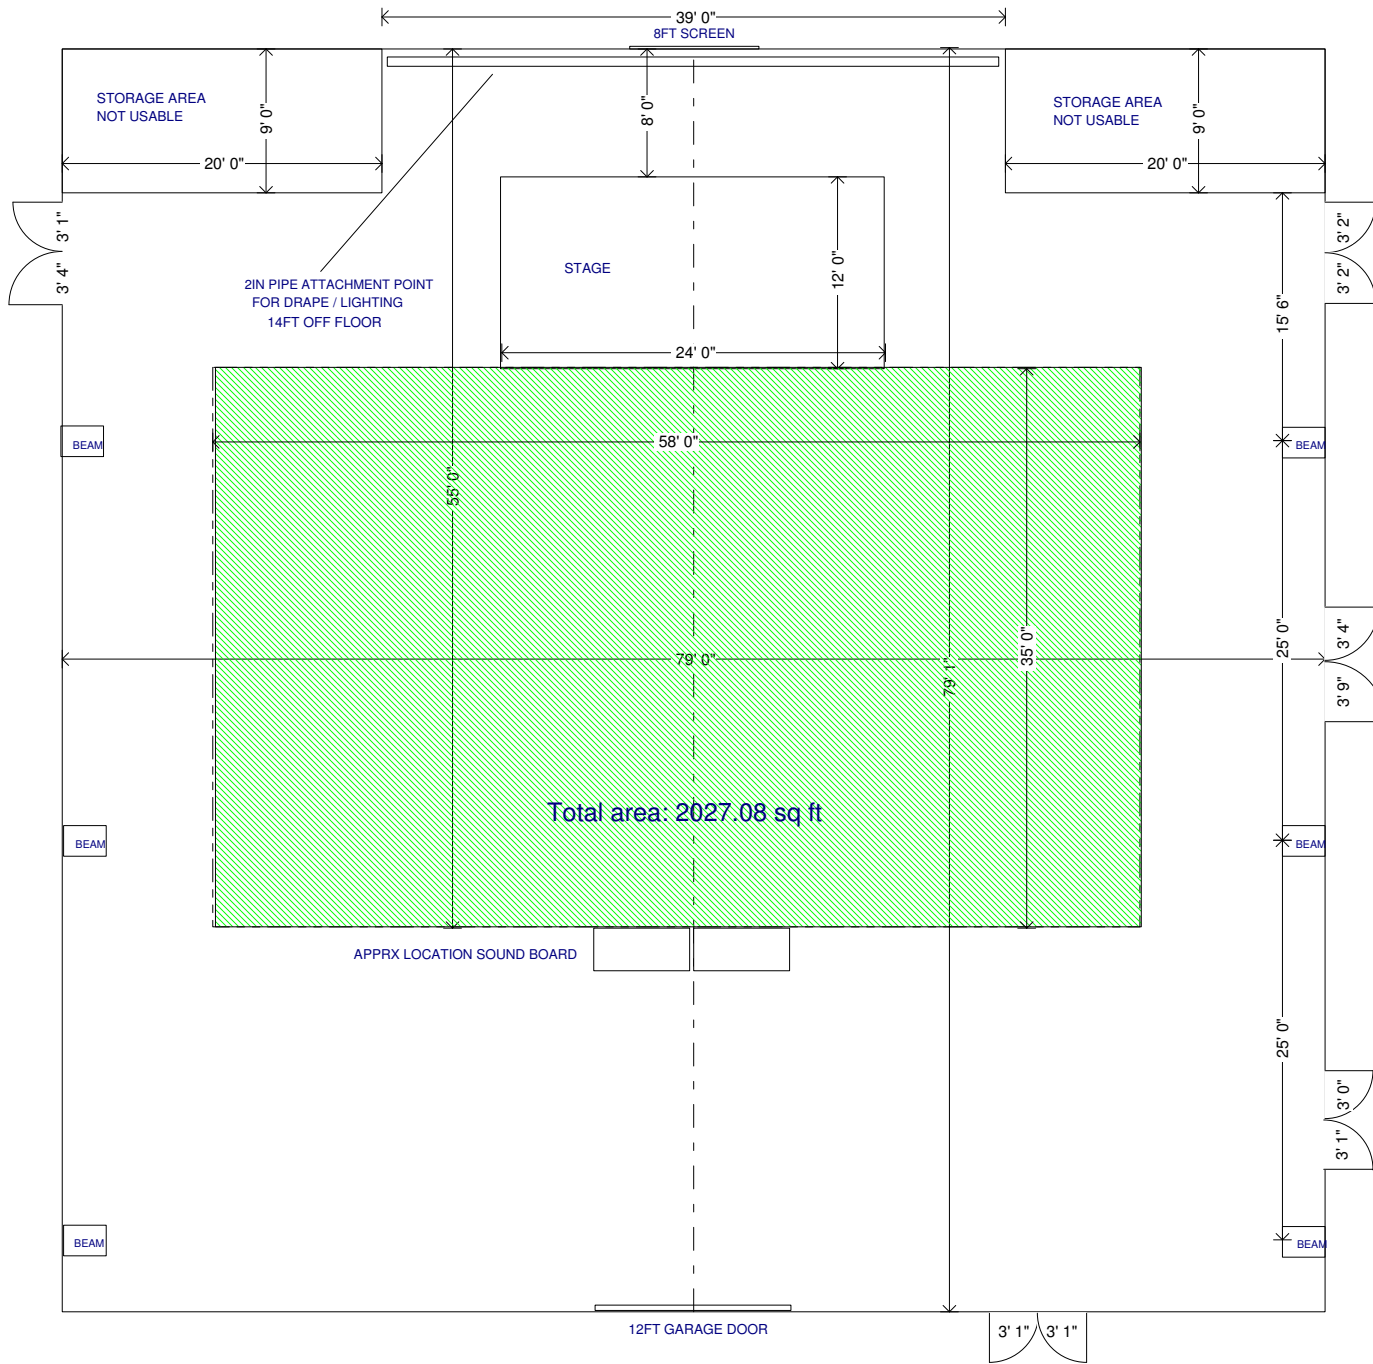 39' 0"
8FT SCREEN
STORAGE AREA
NOT USABLE
9' 0"
20' 0"
8' 0"
STORAGE AREA
NOT USABLE
9' 0"
20' 0"
3' 1"
3' 4"
3' 2"
3' 2"
STAGE
12' 0"
24' 0"
2IN PIPE ATTACHMENT POINT
FOR DRAPE / LIGHTING
14FT OFF FLOOR
15' 6"
BEAM
58' 0"
BEAM
55' 0"
79' 0"
79' 1"
35' 0"
25' 0"
3' 4"
3' 9"
Total area: 2027.08 sq ft
BEAM
BEAM
APPRX LOCATION SOUND BOARD
25' 0"
3' 0"
3' 1"
BEAM
BEAM
12FT GARAGE DOOR
3' 1"
3' 1"